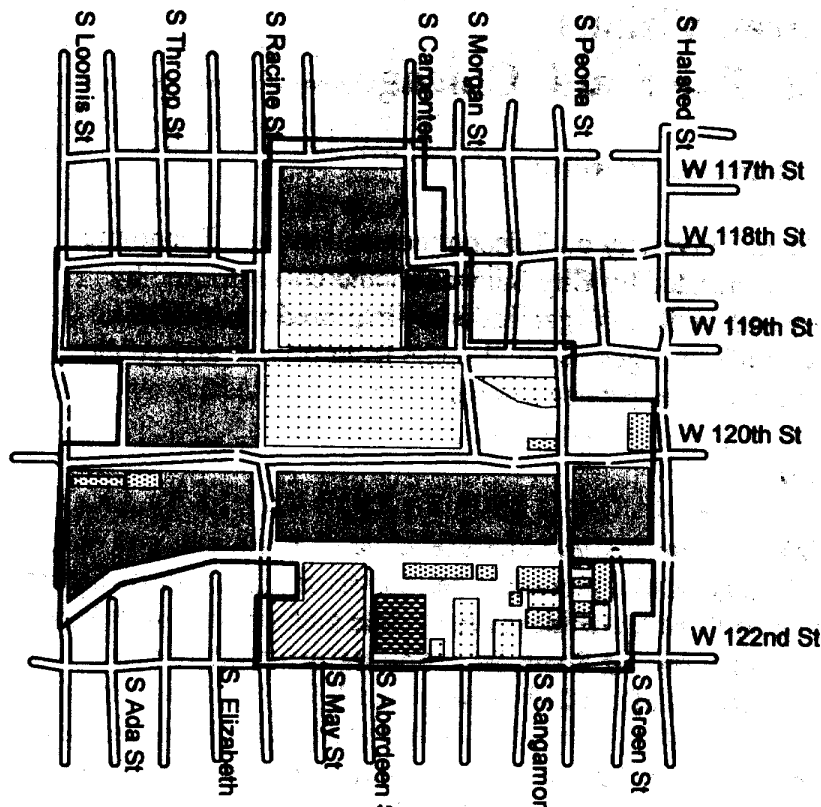 S Loomis St
S Throop St
S Racine St
S Carpenter
S Morgan St
S Peoria St
S Halsted St
W 117th St
W 118th St
W 119th St
W 120th St
W 122nd St
S Ada St
S. Elizabeth
S May St
S Aberdeen S
S Sangamon
S Green St